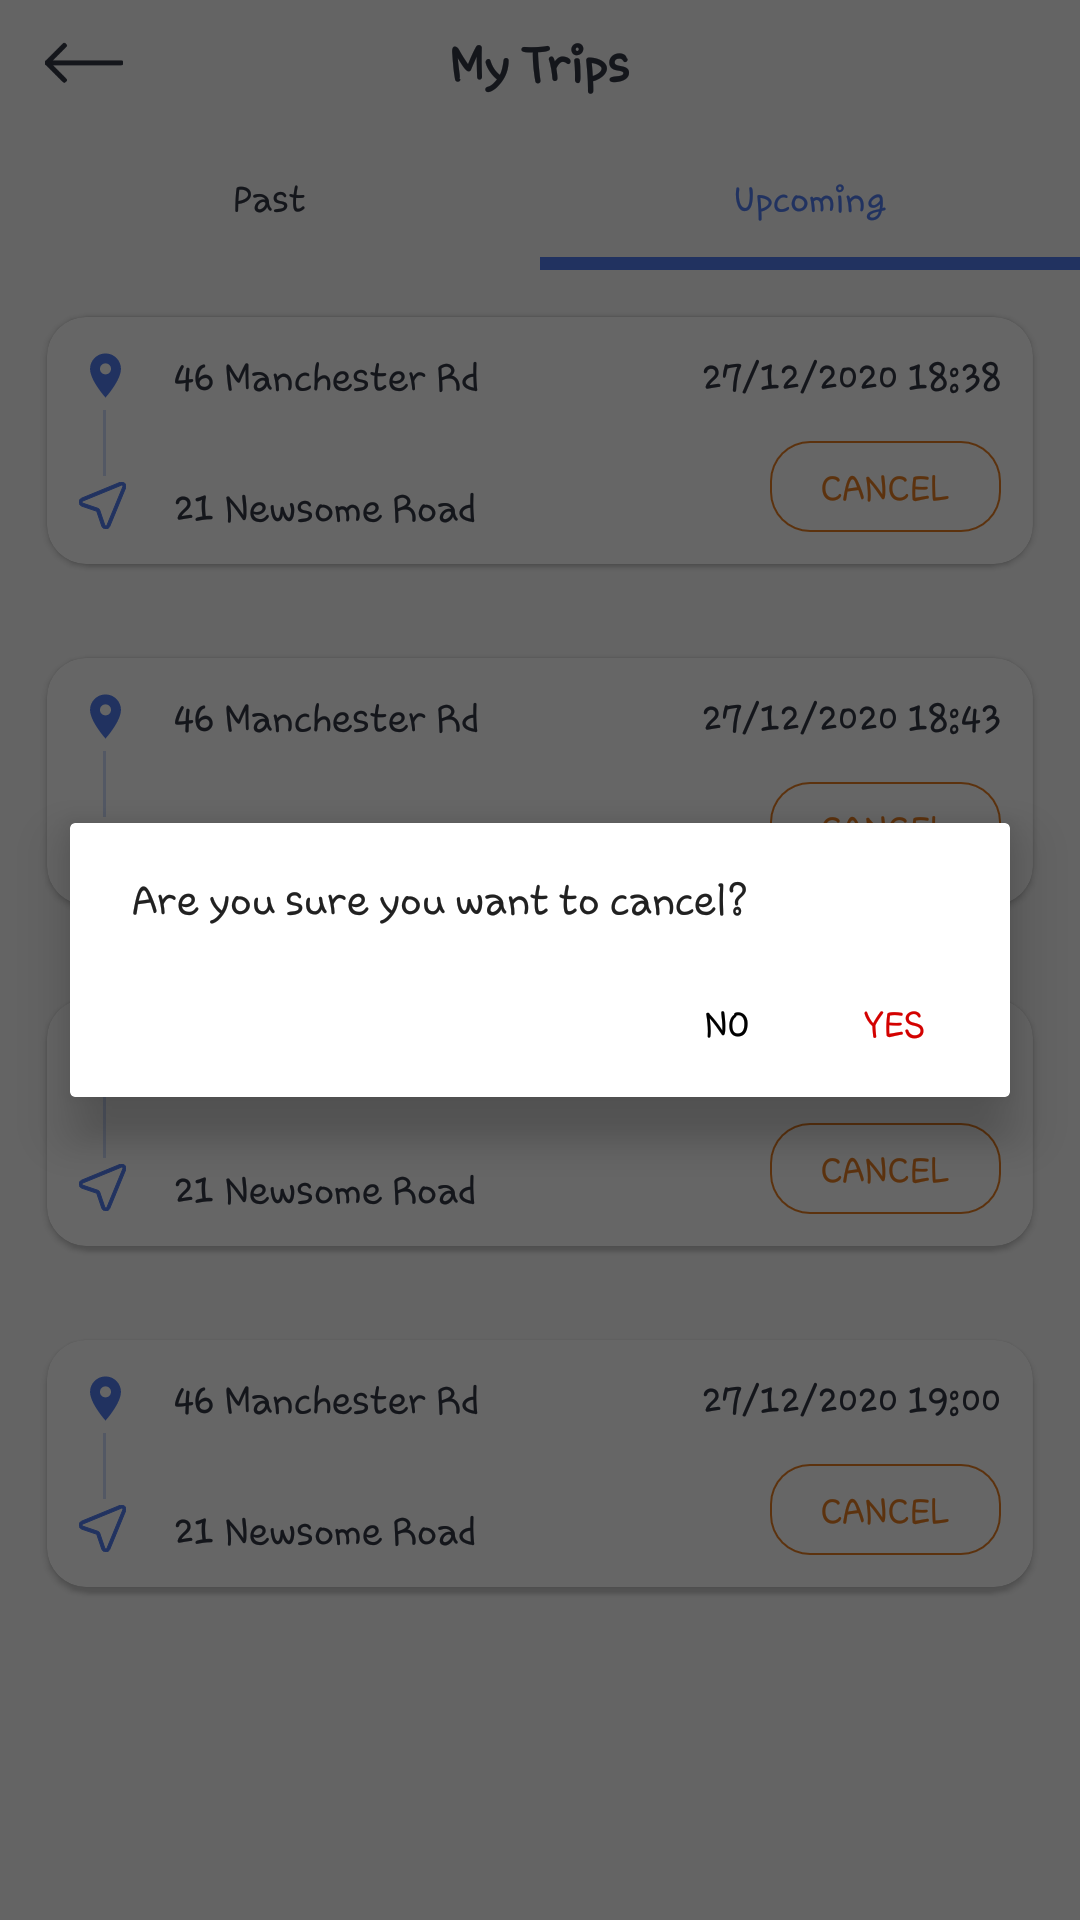 My Trips
Past
Upcoming
46 Manchester Rd
27/12/2020 18:38
21 Newsome Road
CANCEL
46 Manchester Rd
27/12/2020 18:43
Are you sure you want to cancel?
NO
YES
21 Newsome Road
CANCEL
46 Manchester Rd
27/12/2020 19:00
21 Newsome Road
CANCEL